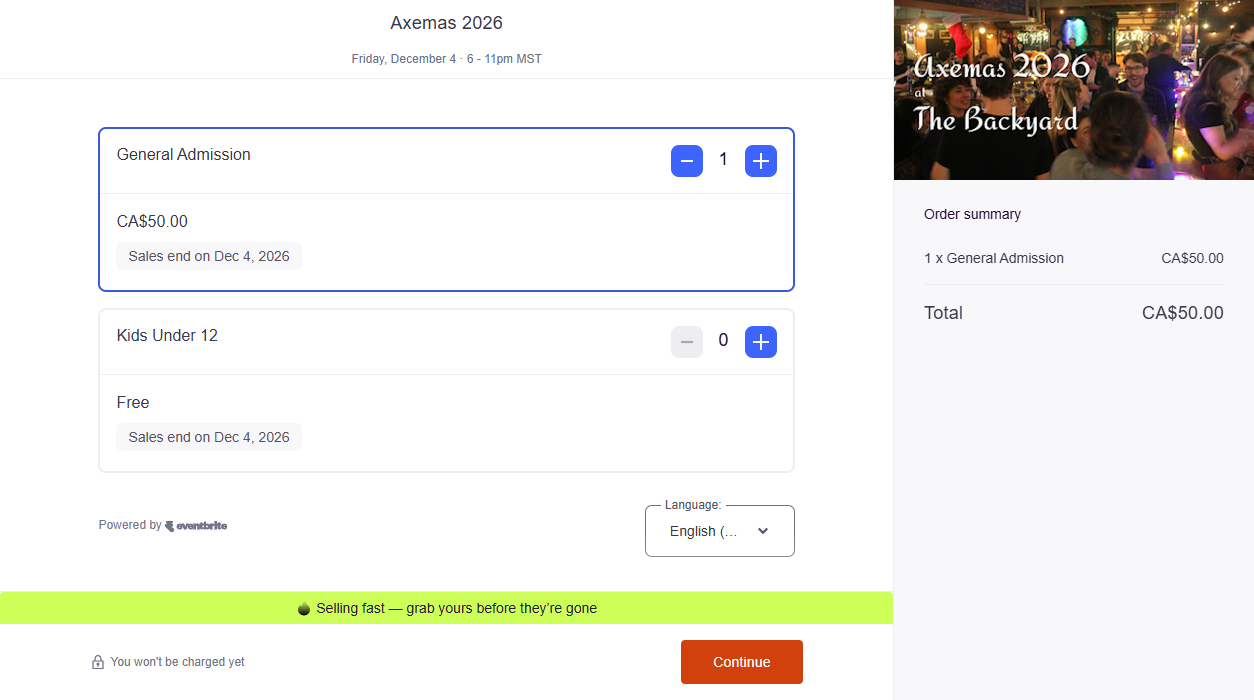 Axemas 2026
Friday, December 4 · 6 - 11pm MST
General Admission
1
CA$50.00
Sales end on Dec 4, 2026
Kids Under 12
0
Free
Sales end on Dec 4, 2026
Powered by eventbrite
Language:
English (...
🔥 Selling fast — grab yours before they’re gone
You won't be charged yet
Continue
Axemas 2026
at
The Backyard
Order summary
1 x General Admission CA$50.00
Total CA$50.00